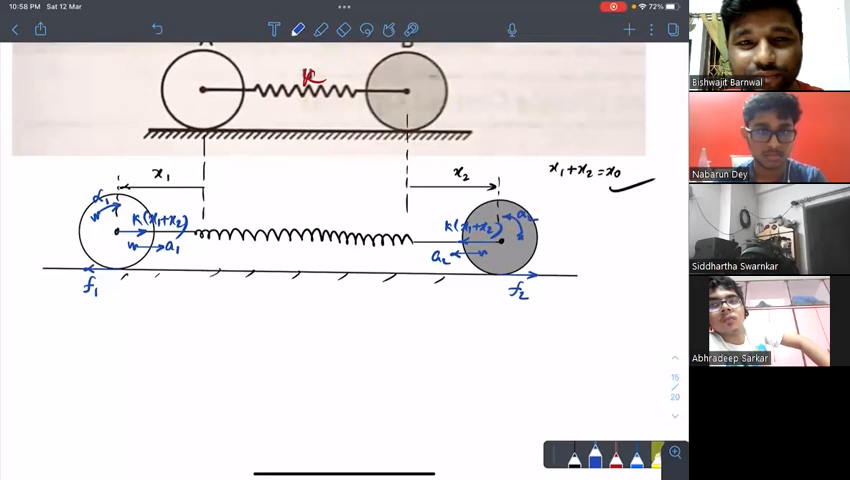 10:58 PM Sat 12 Mar
72%
A
B
K
x₁
x₂
x₁+x₂=x₀
α₁
K(x₁+x₂)
a₁
f₁
K(x₁+x₂)
α₂
a₂
f₂
15
20
Bishwajit Barnwal
Nabarun Dey
Siddhartha Swarnkar
Abhradeep Sarkar